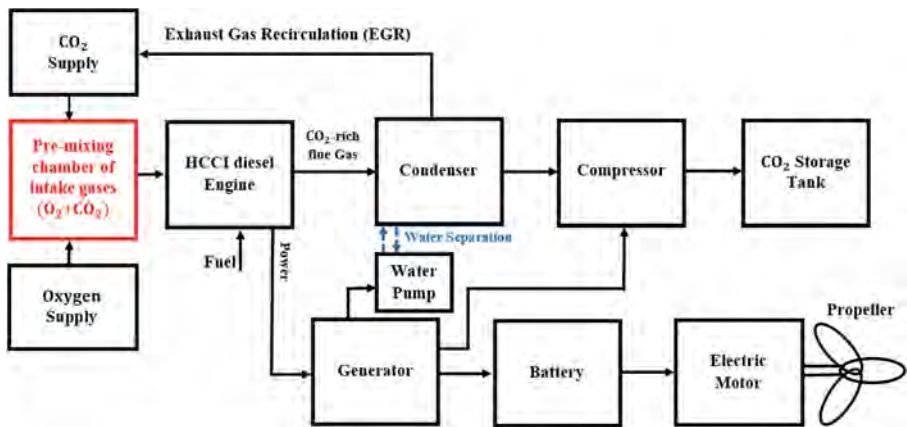 CO₂
Supply
Exhaust Gas Recirculation (EGR)
Pre-mixing
chamber of
intake gases
(O₂+CO₂)
HCCI diesel
Engine
CO₂-rich
flue Gas
Condenser
Compressor
CO₂ Storage
Tank
Water Separation
Fuel
Power
Water
Pump
Oxygen
Supply
Generator
Battery
Electric
Motor
Propeller